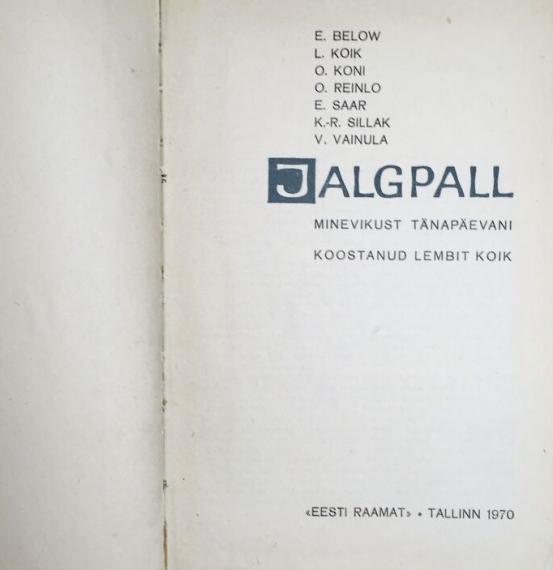 E. BELOW
L. KOIK
O. KONI
O. REINLO
E. SAAR
K.-R. SILLAK
V. VAINULA
JALGPALL
MINEVIKUST TÄNAPÄEVANI
KOOSTANUD LEMBIT KOIK
«EESTI RAAMAT» • TALLINN 1970